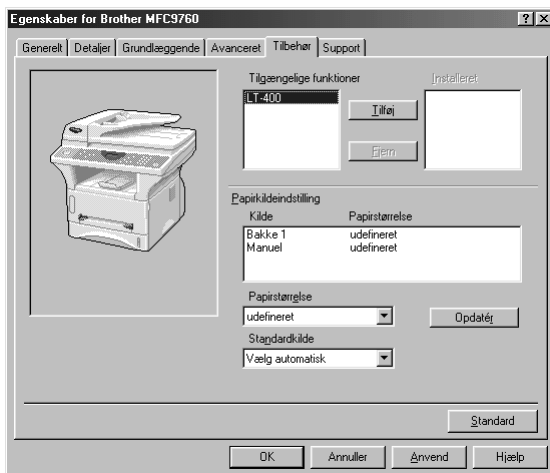 Egenskaber for Brother MFC9760
Generelt Detaljer Grundlæggende Avanceret Tilbehør Support
Tilgængelige funktioner Installeret
LT-400
Tilføj
Fjern
Papirkildeindstilling
Kilde Papirstørrelse
Bakke 1 udefineret
Manuel udefineret
Papirstørrelse
udefineret Opdatér
Standardkilde
Vælg automatisk
Standard
OK Annuller Anvend Hjælp